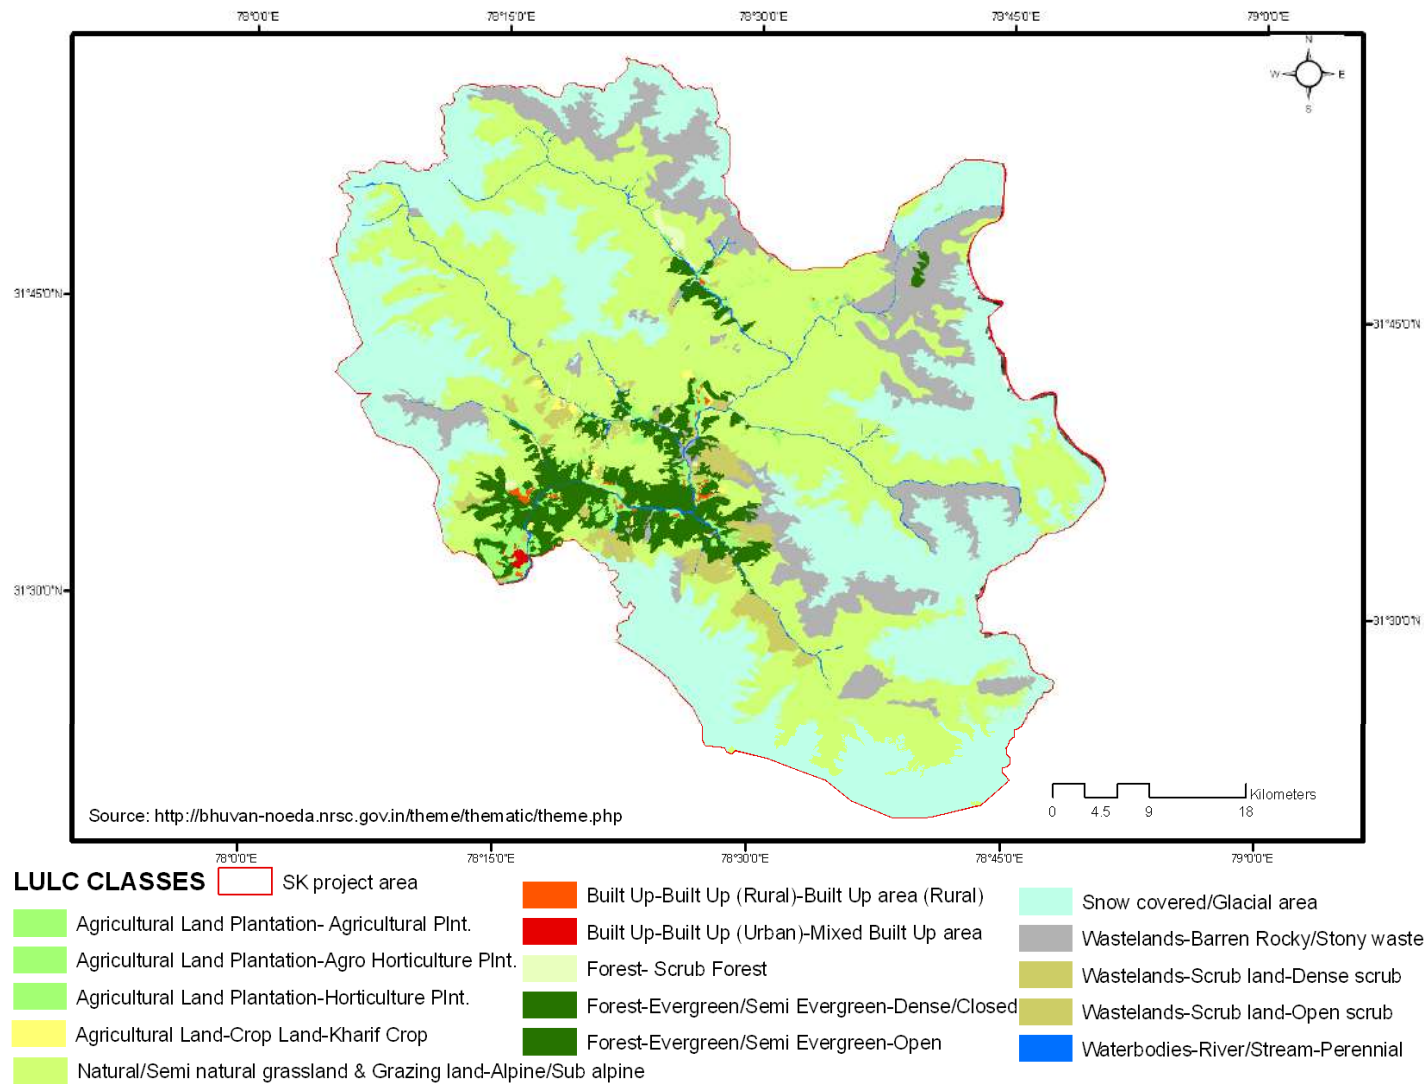 78°0'0"E 78°15'0"E 78°30'0"E 78°45'0"E 79°0'0"E
N
W E
S
31°45'0"N
31°45'0"N
31°30'0"N
31°30'0"N
Kilometers
0 4.5 9 18
Source: http://bhuvan-noeda.nrsc.gov.in/theme/thematic/theme.php
78°0'0"E 78°15'0"E 78°30'0"E 78°45'0"E 79°0'0"E
LULC CLASSES
SK project area
Agricultural Land Plantation- Agricultural Plnt.
Agricultural Land Plantation-Agro Horticulture Plnt.
Agricultural Land Plantation-Horticulture Plnt.
Agricultural Land-Crop Land-Kharif Crop
Natural/Semi natural grassland & Grazing land-Alpine/Sub alpine
Built Up-Built Up (Rural)-Built Up area (Rural)
Built Up-Built Up (Urban)-Mixed Built Up area
Forest- Scrub Forest
Forest-Evergreen/Semi Evergreen-Dense/Closed
Forest-Evergreen/Semi Evergreen-Open
Snow covered/Glacial area
Wastelands-Barren Rocky/Stony waste
Wastelands-Scrub land-Dense scrub
Wastelands-Scrub land-Open scrub
Waterbodies-River/Stream-Perennial